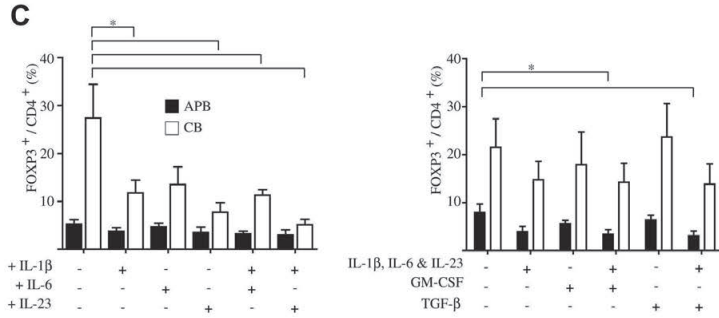 C
*
40
30
20
10
FOXP3 + / CD4 + (%)
APB
CB
+ IL-1β - + - - + +
+ IL-6 - - + - + -
+ IL-23 - - - + - +
*
40
30
20
10
FOXP3 + / CD4 + (%)
IL-1β, IL-6 & IL-23 - + - + - +
GM-CSF - - + + - -
TGF-β - - - - + +